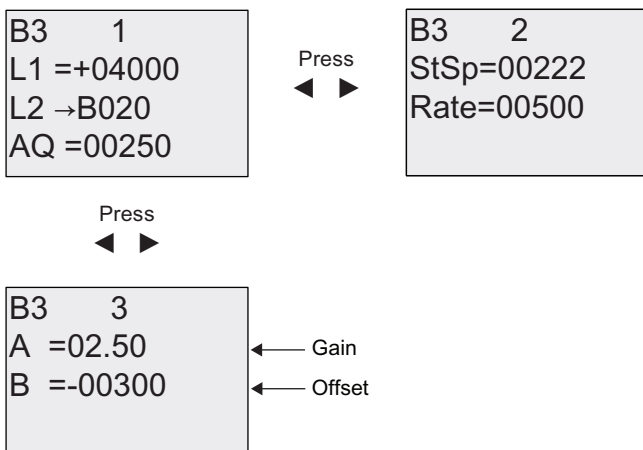 B3 1
L1 =+04000
L2 →B020
AQ =00250
Press
◄ ►
B3 2
StSp=00222
Rate=00500
Press
◄ ►
B3 3
A =02.50
B =-00300
Gain
Offset